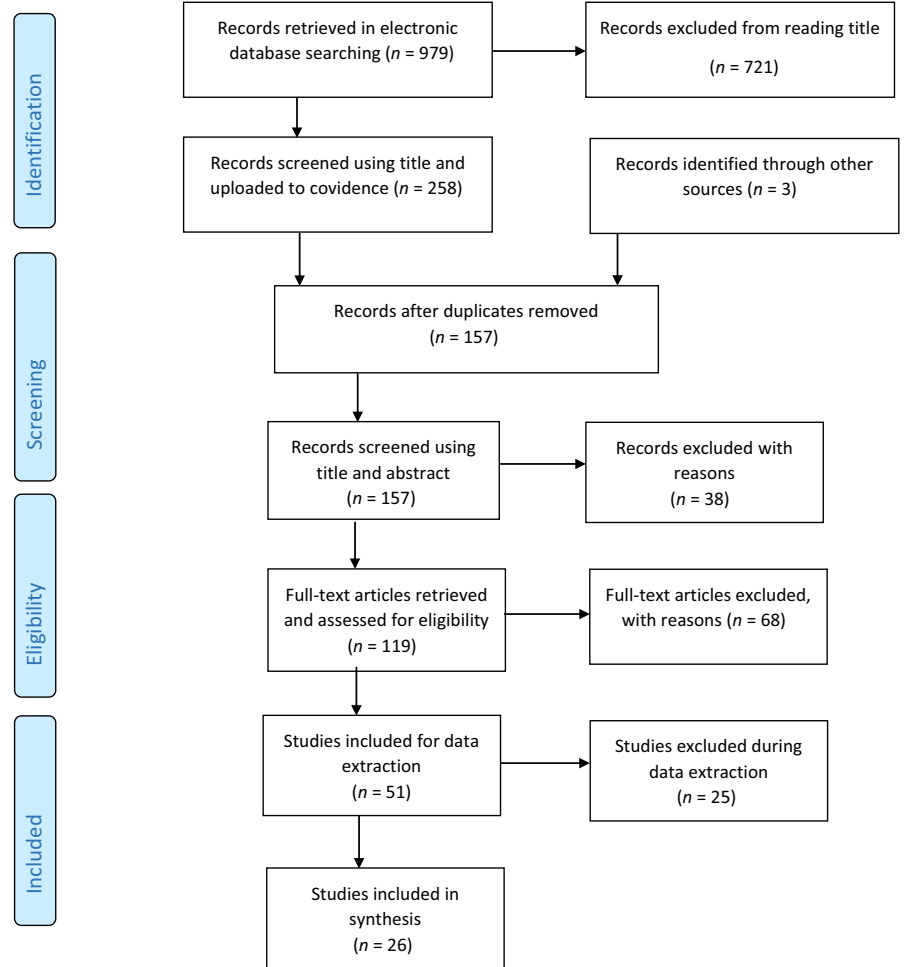 Identification
Records retrieved in electronic
database searching (n = 979)
Records excluded from reading title
(n = 721)
Records screened using title and
uploaded to covidence (n = 258)
Records identified through other
sources (n = 3)
Screening
Records after duplicates removed
(n = 157)
Records screened using
title and abstract
(n = 157)
Records excluded with
reasons
(n = 38)
Eligibility
Full-text articles retrieved
and assessed for eligibility
(n = 119)
Full-text articles excluded,
with reasons (n = 68)
Included
Studies included for data
extraction
(n = 51)
Studies excluded during
data extraction
(n = 25)
Studies included in
synthesis
(n = 26)